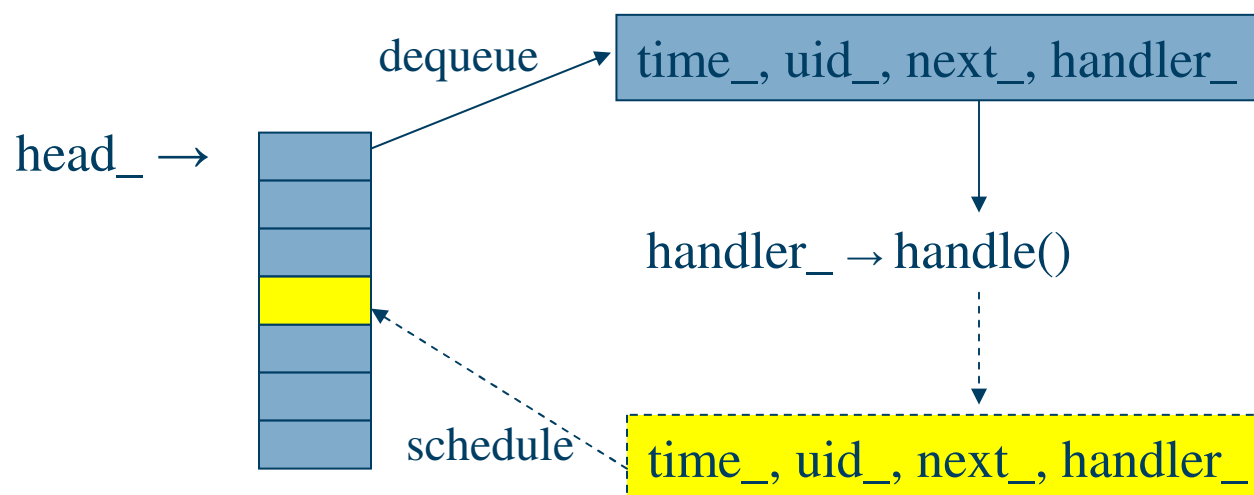 dequeue
time_, uid_, next_, handler_
head_ →
handler_ → handle()
schedule
time_, uid_, next_, handler_